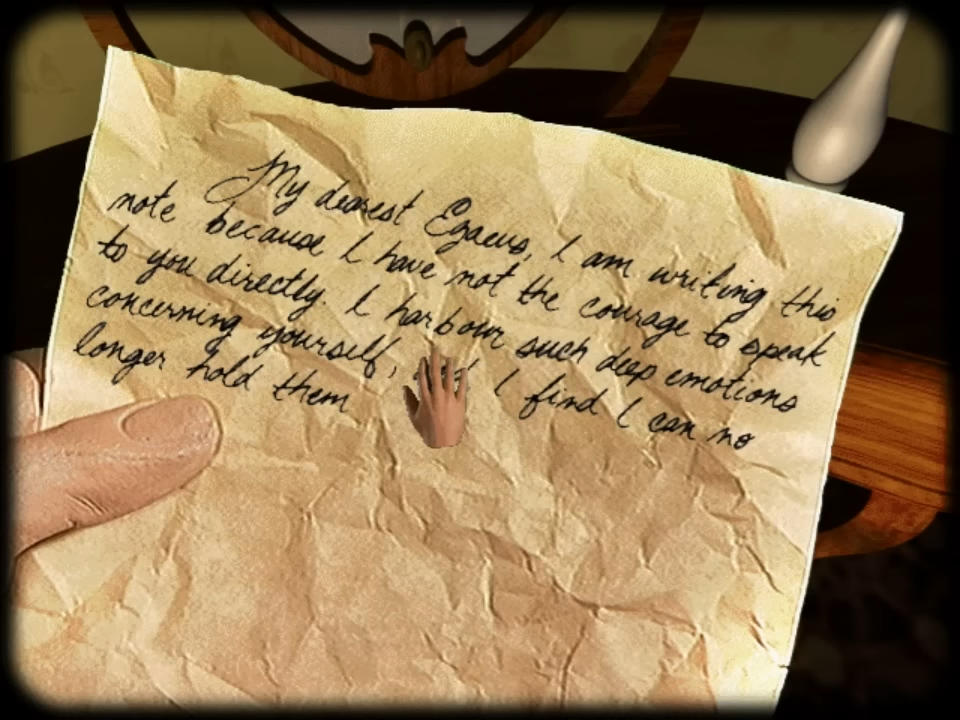 My dearest Egaeus, I am writing this
note because I have not the courage to speak
to you directly. I harbour such deep emotions
concerning yourself, I find I can no
longer hold them